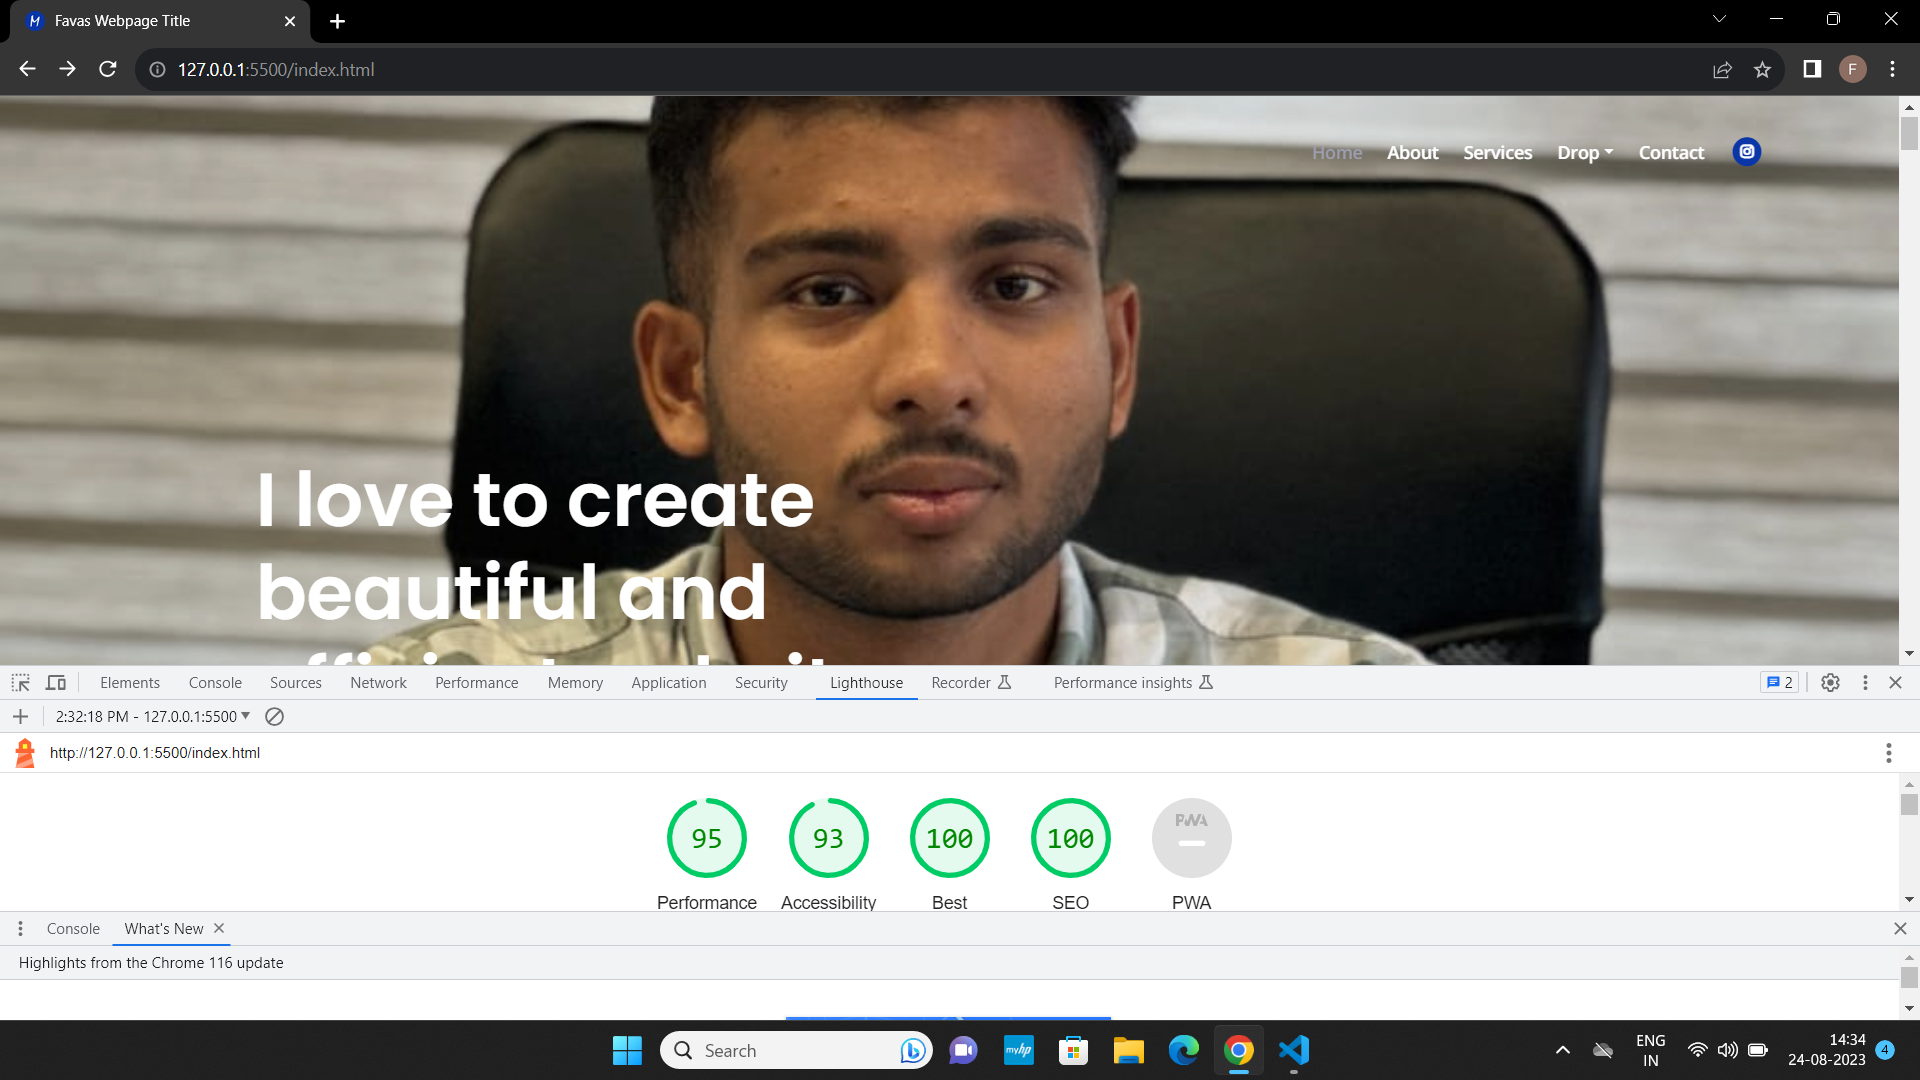 M Favas Webpage Title
127.0.0.1:5500/index.html
F
Home About Services Drop Contact
I love to create
beautiful and
Elements Console Sources Network Performance Memory Application Security Lighthouse Recorder Performance insights 2
2:32:18 PM - 127.0.0.1:5500
http://127.0.0.1:5500/index.html
PWA
95 93 100 100
Performance Accessibility Best SEO PWA
Console What's New
Highlights from the Chrome 116 update
Search
myhp
ENG
IN
14:34
24-08-2023
4